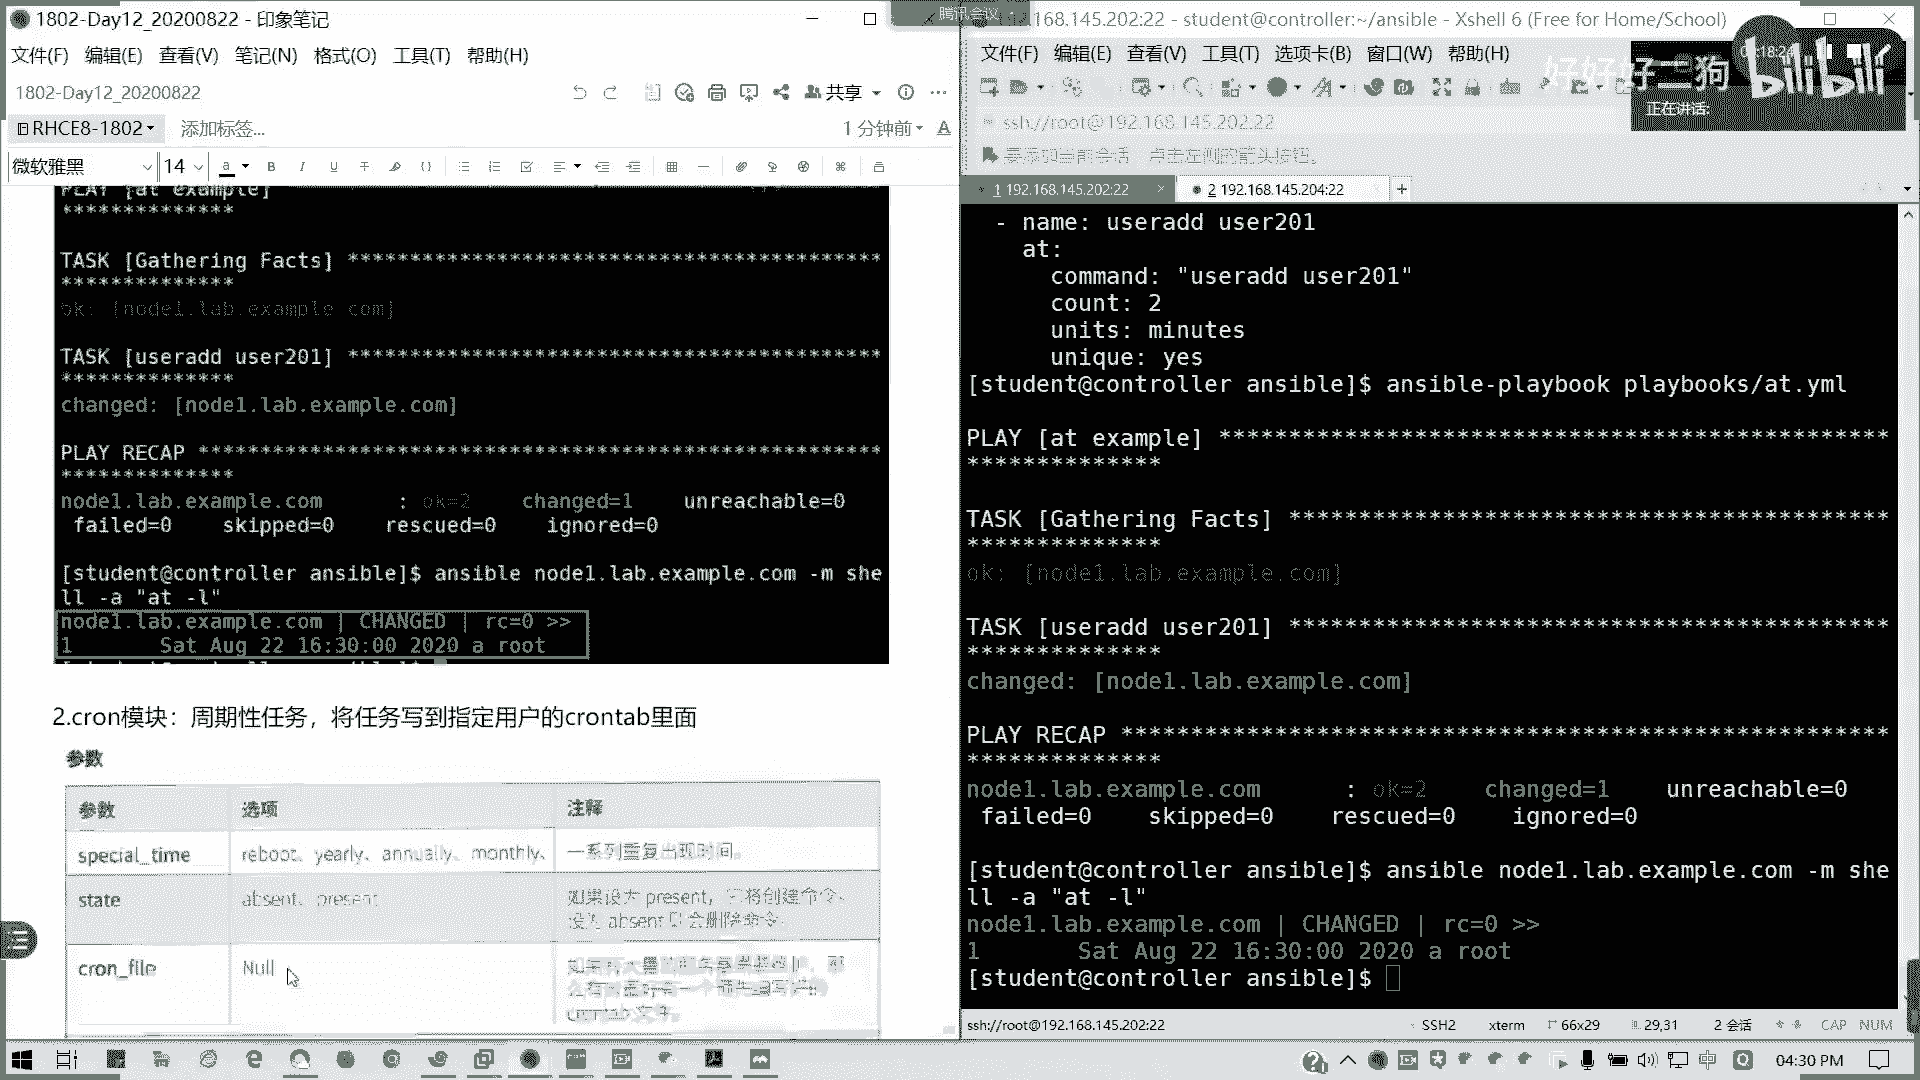 1802-Day12_20200822 - 印象笔记
文件(F) 编辑(E) 查看(V) 笔记(N) 格式(O) 工具(T) 帮助(H)
1802-Day12_20200822
共享
RHCE8-1802
添加标签...
1 分钟前
微软雅黑 14
PLAY [at example]
**************
TASK [Gathering Facts] *******************************************
**************
ok: [node1.lab.example.com]
TASK [useradd user201] *******************************************
**************
changed: [node1.lab.example.com]
PLAY RECAP *******************************************************
**************
node1.lab.example.com : ok=2 changed=1 unreachable=0
failed=0 skipped=0 rescued=0 ignored=0
[student@controller ansible]$ ansible node1.lab.example.com -m she
ll -a "at -l"
node1.lab.example.com | CHANGED | rc=0 >>
1 Sat Aug 22 16:30:00 2020 a root
2.cron模块：周期性任务，将任务写到指定用户的crontab里面
参数
参数 选项 注释
special_time reboot、yearly、annually、monthly、 一系列重复出现时间。
state absent、present 如果设为 present，它将创建命令、
设为 absent 则会删除命令。
cron_file Null
crontab 文件。
腾讯会议
168.145.202:22 - student@controller:~/ansible - Xshell 6 (Free for Home/School)
文件(F) 编辑(E) 查看(V) 工具(T) 选项卡(B) 窗口(W) 帮助(H)
好好好二狗
bilibili
正在讲话:
ssh://root@192.168.145.202:22
要添加当前会话，点击左侧的箭头按钮。
1 192.168.145.202:22
2 192.168.145.204:22
- name: useradd user201
at:
command: "useradd user201"
count: 2
units: minutes
unique: yes
[student@controller ansible]$ ansible-playbook playbooks/at.yml
PLAY [at example] ************************************************
**************
TASK [Gathering Facts] *******************************************
**************
ok: [node1.lab.example.com]
TASK [useradd user201] *******************************************
**************
changed: [node1.lab.example.com]
PLAY RECAP *******************************************************
**************
node1.lab.example.com : ok=2 changed=1 unreachable=0
failed=0 skipped=0 rescued=0 ignored=0
[student@controller ansible]$ ansible node1.lab.example.com -m she
ll -a "at -l"
node1.lab.example.com | CHANGED | rc=0 >>
1 Sat Aug 22 16:30:00 2020 a root
[student@controller ansible]$
ssh://root@192.168.145.202:22 SSH2 xterm 66x29 29,31 2 会话 CAP NUM
中 04:30 PM